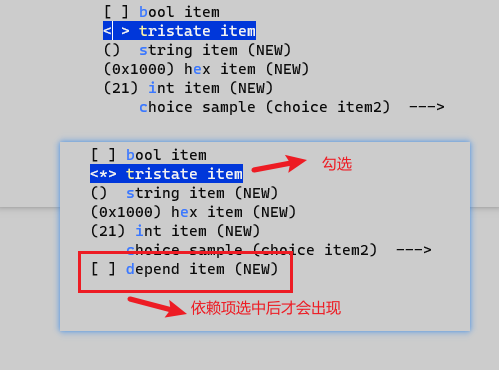 [ ] bool item
< > tristate item
()  string item (NEW)
(0x1000) hex item (NEW)
(21) int item (NEW)
    choice sample (choice item2)  --->
[ ] bool item
<*> tristate item 勾选
()  string item (NEW)
(0x1000) hex item (NEW)
(21) int item (NEW)
    choice sample (choice item2)  --->
[ ] depend item (NEW)
依赖项选中后才会出现